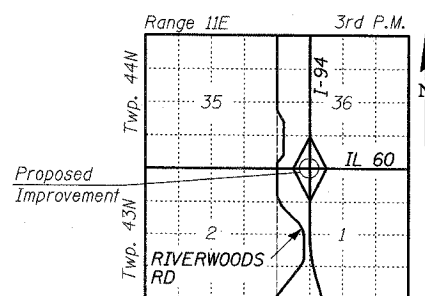 Range 11E 3rd P.M.
Twp. 44N
35
I-94
36
N
IL 60
Proposed
Improvement
Twp. 43N
2
1
RIVERWOODS
RD